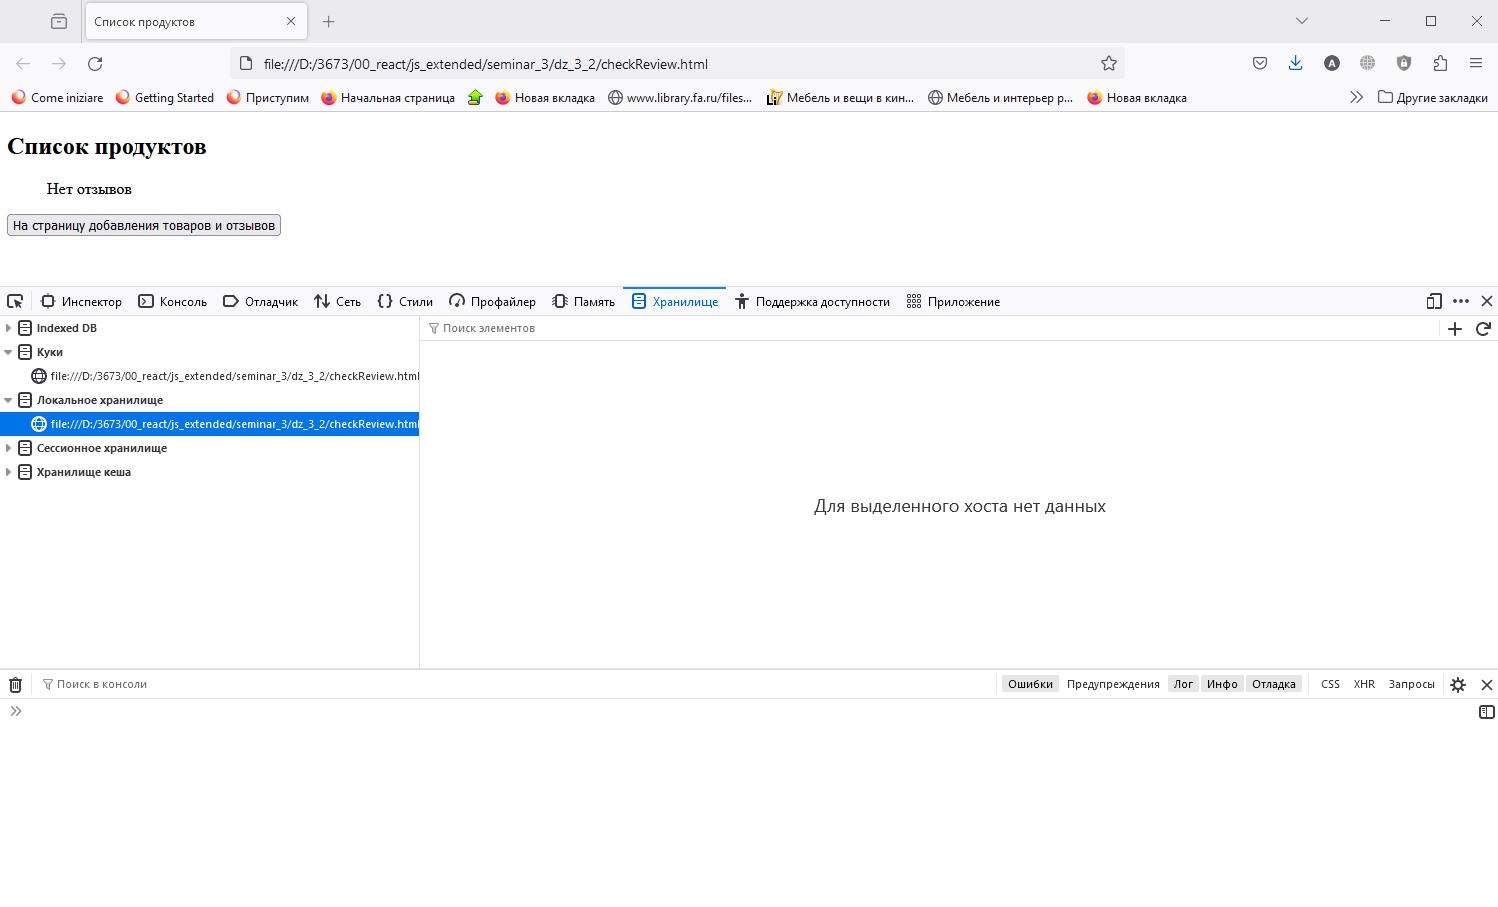 Список продуктов
file:///D:/3673/00_react/js_extended/seminar_3/dz_3_2/checkReview.html
A
Come iniziare Getting Started Приступим Начальная страница Новая вкладка www.library.fa.ru/files... Мебель и вещи в кин... Мебель и интерьер р... Новая вкладка Другие закладки
Список продуктов
Нет отзывов
На страницу добавления товаров и отзывов
Инспектор Консоль Отладчик Сеть Стили Профайлер Память Хранилище Поддержка доступности Приложение
Indexed DB
Поиск элементов
Куки
file:///D:/3673/00_react/js_extended/seminar_3/dz_3_2/checkReview.html
Локальное хранилище
file:///D:/3673/00_react/js_extended/seminar_3/dz_3_2/checkReview.html
Сессионное хранилище
Хранилище кеша
Для выделенного хоста нет данных
Поиск в консоли Ошибки Предупреждения Лог Инфо Отладка CSS XHR Запросы